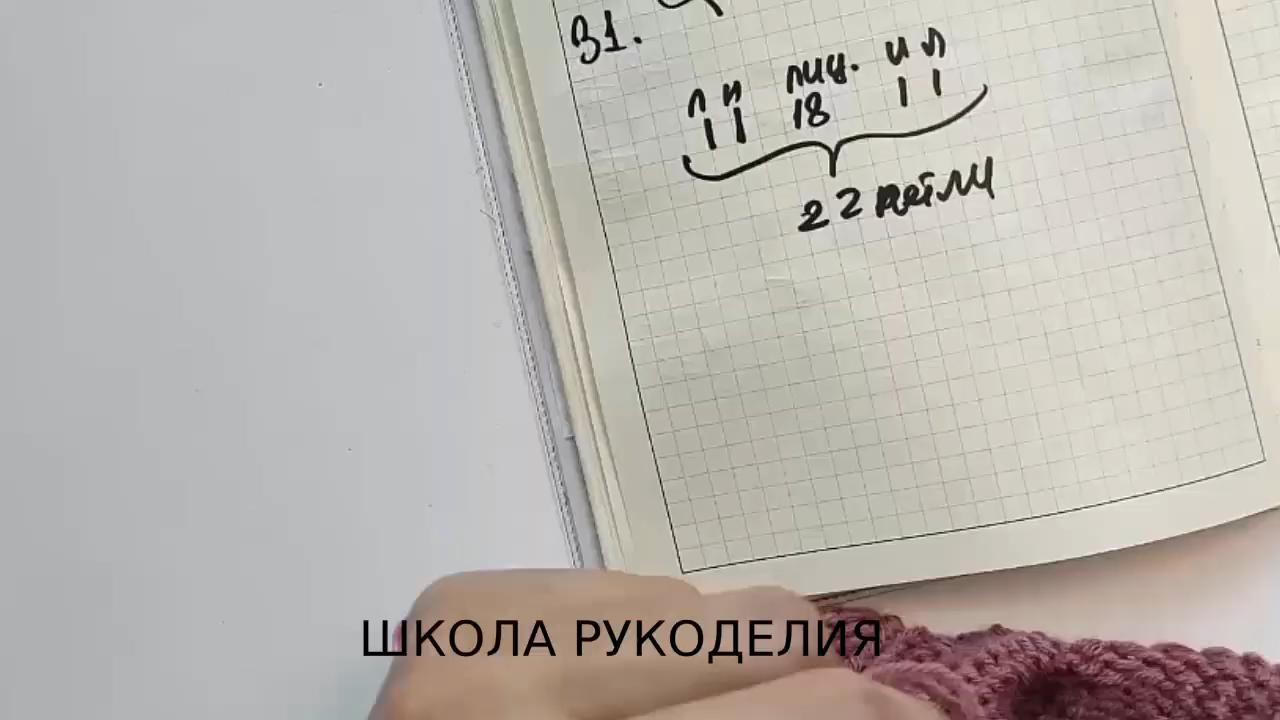 31.
л и лиц. и л
1 1 18 1 1
22 петли
ШКОЛА РУКОДЕЛИЯ